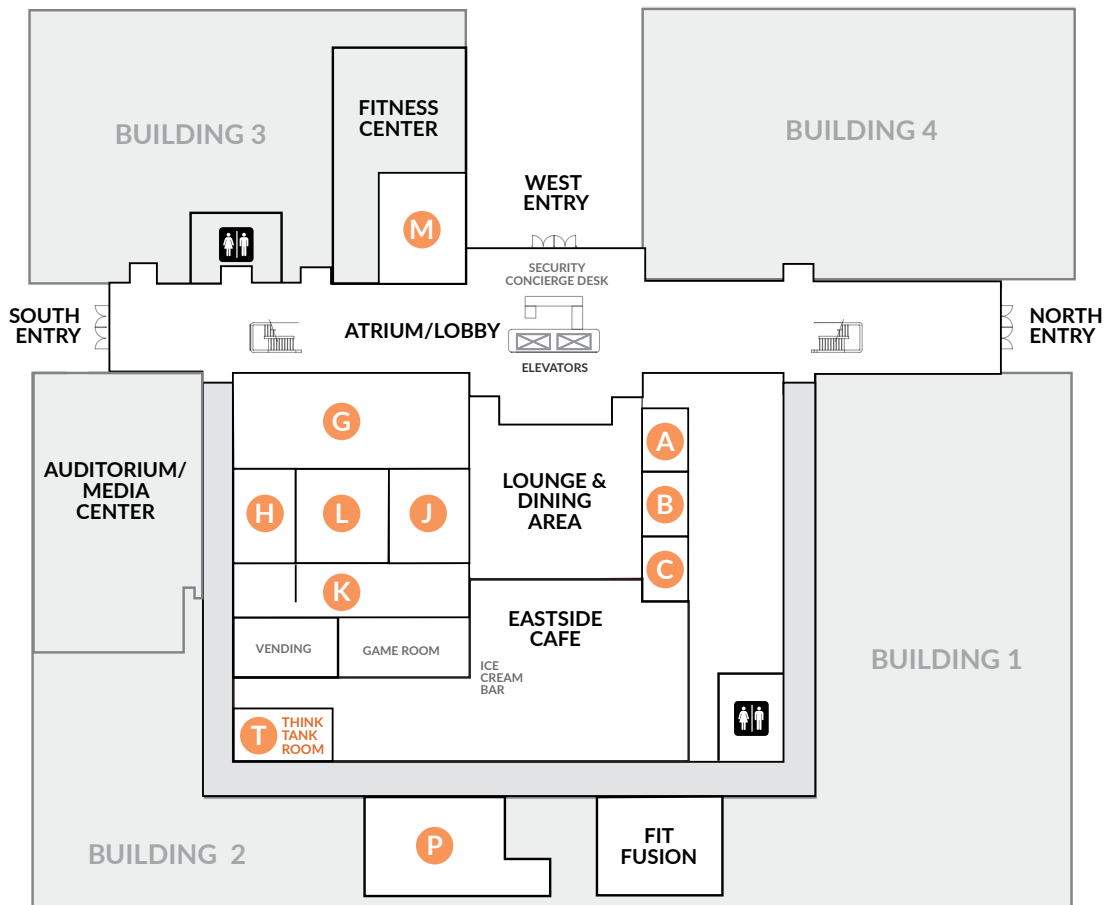 BUILDING 3
FITNESS
CENTER
BUILDING 4
WEST
ENTRY
M
SECURITY
CONCIERGE DESK
SOUTH
ENTRY
ATRIUM/LOBBY
NORTH
ENTRY
ELEVATORS
G
A
AUDITORIUM/
MEDIA
CENTER
LOUNGE &
DINING
AREA
H
L
J
B
C
K
EASTSIDE
CAFE
VENDING
GAME ROOM
ICE
CREAM
BAR
BUILDING 1
T
THINK
TANK
ROOM
BUILDING 2
P
FIT
FUSION